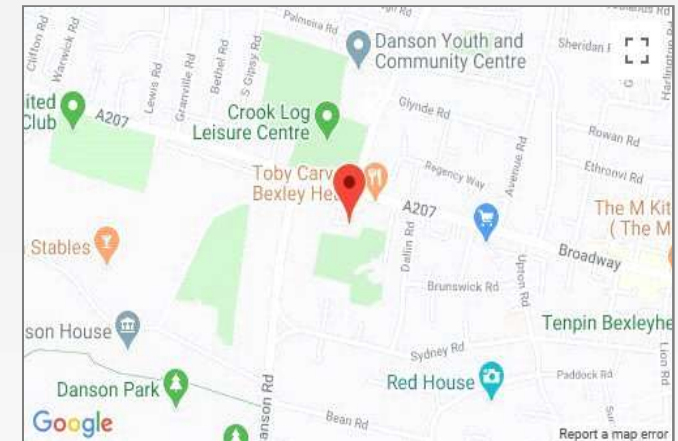 Palmeira Rd
Clifton Rd
Warwick Rd
Lewis Rd
Granville Rd
Bethel Rd
S Gipsy Rd
Danson Youth and
Community Centre
Sheridan
ited
Club
A207
Crook Log
Leisure Centre
Glynde Rd
Rowan Rd
Ethronvi Rd
Regency Way
Avenue Rd
Toby Carv
Bexley He
A207
The M Kit
( The M
Stables
Dallin Rd
Broadway
Upton Rd
Brunswick Rd
son House
Tenpin Bexleyhe
Sydney Rd
Lion Rd
Danson Park
anson Rd
Red House
Paddock Rd
Bean Rd
Google
Report a map error